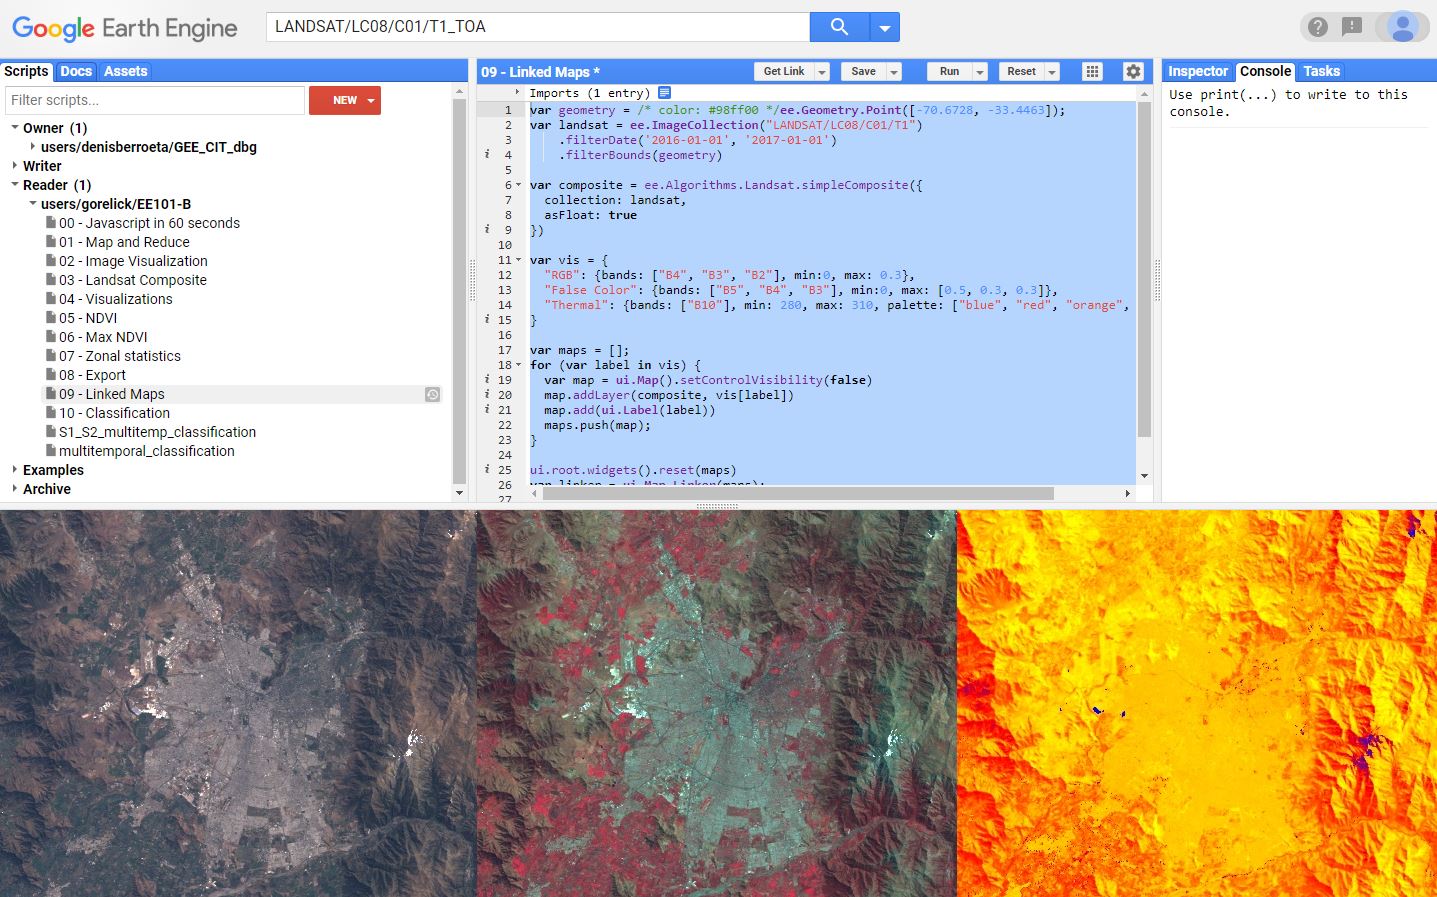 Google Earth Engine
LANDSAT/LC08/C01/T1_TOA
Scripts Docs Assets
Filter scripts...
NEW
Owner (1)
users/denisberroeta/GEE_CIT_dbg
Writer
Reader (1)
users/gorelick/EE101-B
00 - Javascript in 60 seconds
01 - Map and Reduce
02 - Image Visualization
03 - Landsat Composite
04 - Visualizations
05 - NDVI
06 - Max NDVI
07 - Zonal statistics
08 - Export
09 - Linked Maps
10 - Classification
S1_S2_multitemp_classification
multitemporal_classification
Examples
Archive
09 - Linked Maps *
Get Link Save Run Reset
Imports (1 entry)
1 var geometry = /* color: #98ff00 */ee.Geometry.Point([-70.6728, -33.4463]);
2 var landsat = ee.ImageCollection("LANDSAT/LC08/C01/T1")
3 .filterDate('2016-01-01', '2017-01-01')
i 4 .filterBounds(geometry)
5
6 var composite = ee.Algorithms.Landsat.simpleComposite({
7 collection: landsat,
8 asFloat: true
i 9 })
10
11 var vis = {
12 "RGB": {bands: ["B4", "B3", "B2"], min:0, max: 0.3},
13 "False Color": {bands: ["B5", "B4", "B3"], min:0, max: [0.5, 0.3, 0.3]},
14 "Thermal": {bands: ["B10"], min: 280, max: 310, palette: ["blue", "red", "orange",
i 15 }
16
17 var maps = [];
18 for (var label in vis) {
i 19 var map = ui.Map().setControlVisibility(false)
i 20 map.addLayer(composite, vis[label])
i 21 map.add(ui.Label(label))
22 maps.push(map);
23 }
24
i 25 ui.root.widgets().reset(maps)
26 var linker = ui.Map.Linker(maps);
27
Inspector Console Tasks
Use print(...) to write to this
console.